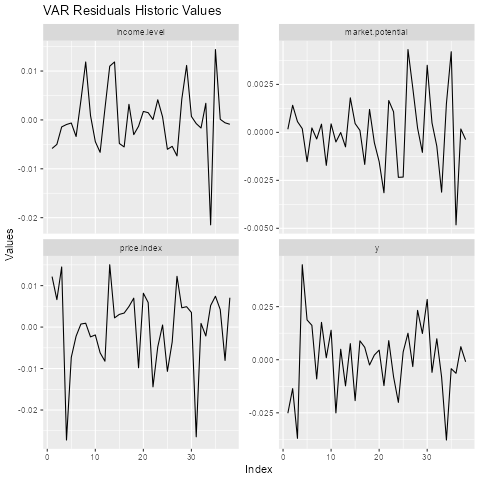 VAR Residuals Historic Values
income.level
market.potential
0.01
0.00
-0.01
-0.02
0.0025
0.0000
-0.0025
-0.0050
Values
price.index
y
0.01
0.00
-0.01
-0.02
0.025
0.000
-0.025
0 10 20 30
0 10 20 30
Index